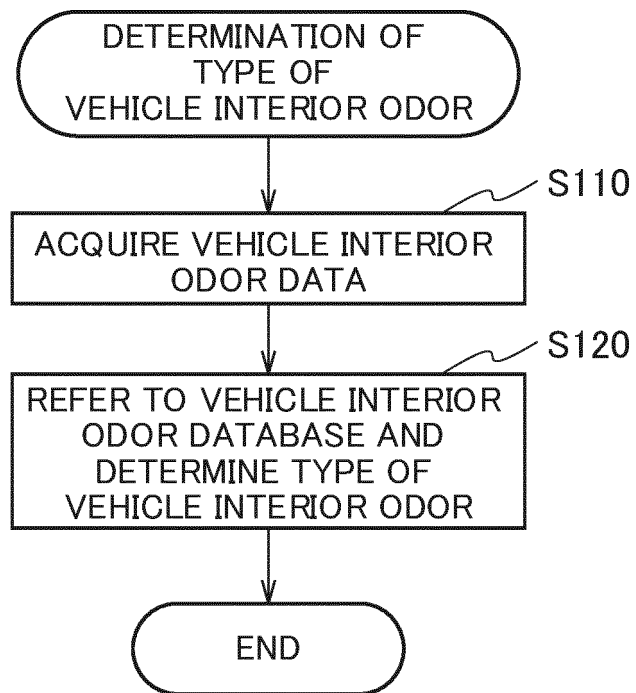 DETERMINATION OF
TYPE OF
VEHICLE INTERIOR ODOR
S110
ACQUIRE VEHICLE INTERIOR
ODOR DATA
S120
REFER TO VEHICLE INTERIOR
ODOR DATABASE AND
DETERMINE TYPE OF
VEHICLE INTERIOR ODOR
END